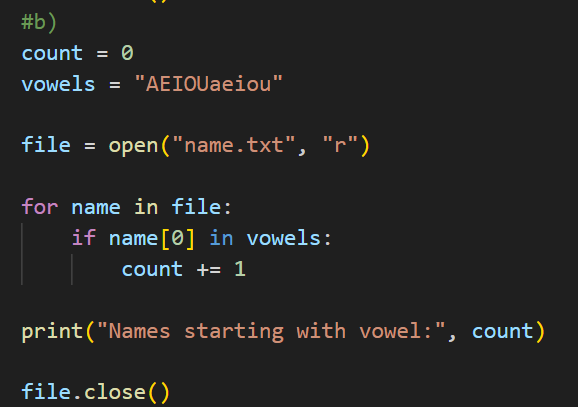 ()
#b)
count = 0
vowels = "AEIOUaeiou"
file = open("name.txt", "r")
for name in file:
if name[0] in vowels:
count += 1
print("Names starting with vowel:", count)
file.close()